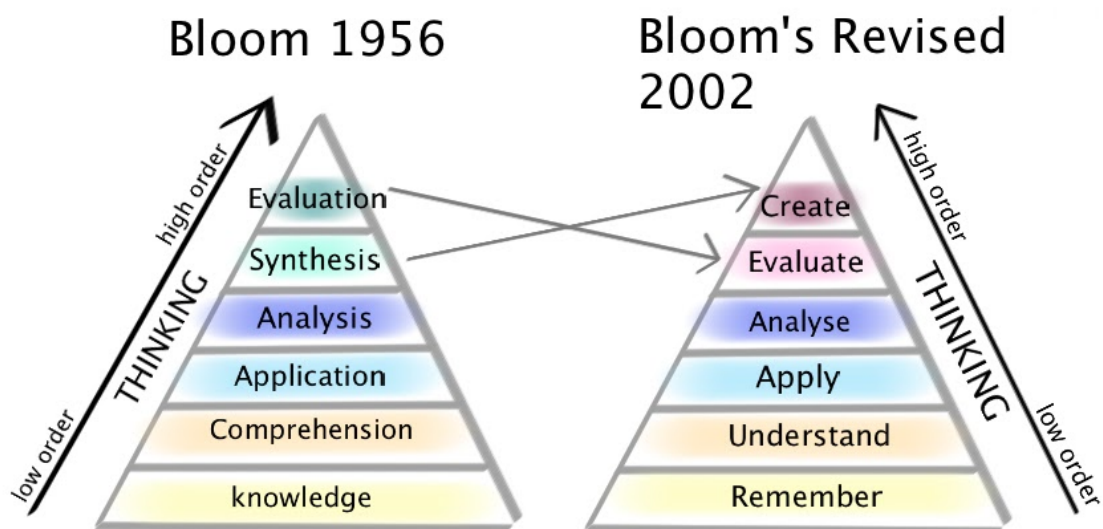 Bloom 1956
high order
THINKING
low order
Evaluation
Synthesis
Analysis
Application
Comprehension
knowledge
Bloom's Revised
2002
Create
Evaluate
Analyse
Apply
Understand
Remember
high order
THINKING
low order